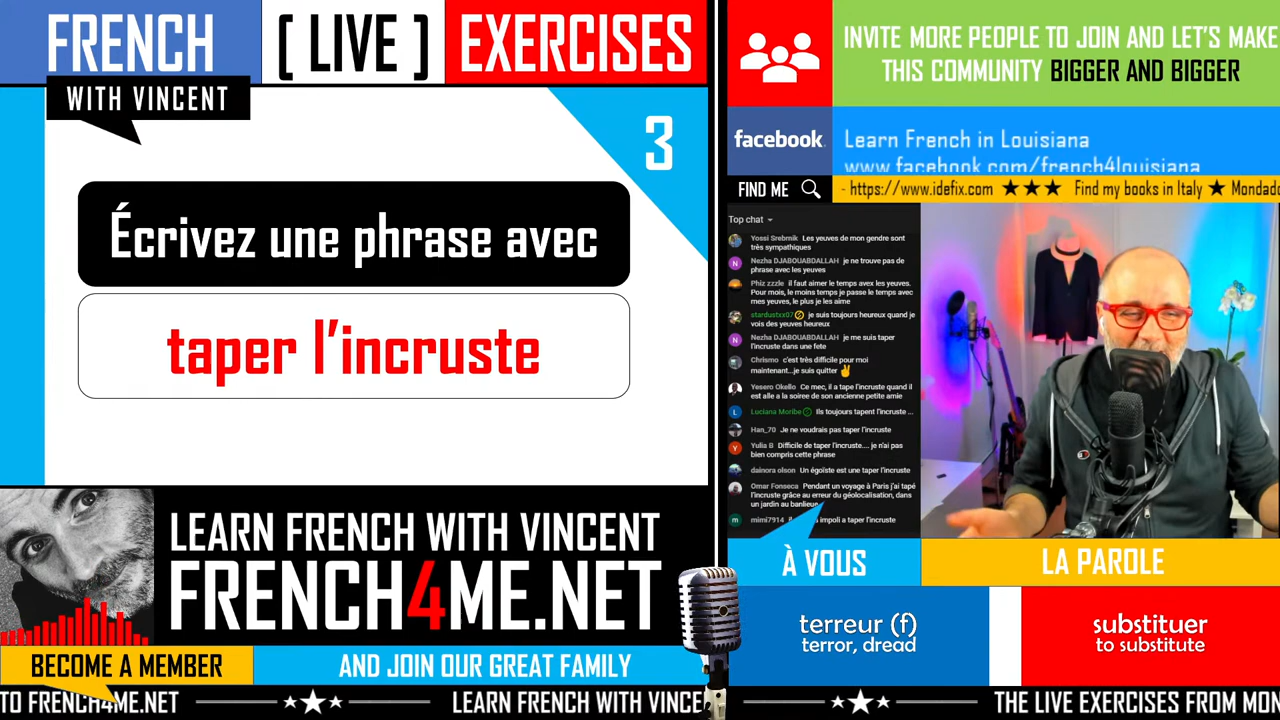 FRENCH
[ LIVE ]
EXERCISES
WITH VINCENT
3
Écrivez une phrase avec
taper l'incruste
LEARN FRENCH WITH VINCENT
FRENCH4ME.NET
BECOME A MEMBER
AND JOIN OUR GREAT FAMILY
TO FRENCH4ME.NET
LEARN FRENCH WITH VINCE
THE LIVE EXERCISES FROM MON
INVITE MORE PEOPLE TO JOIN AND LET'S MAKE
THIS COMMUNITY BIGGER AND BIGGER
facebook.
Learn French in Louisiana
www.facebook.com/french4louisiana
FIND ME
- https://www.idefix.com ★★★ Find my books in Italy ★ Mondado
Top chat
Yossi Srebmik Les yeuves de mon gendre sont
très sympathiques
Nezha DJABOUABDALLAH je ne trouve pas de
phrase avec les yeuves
Phiz zzzle il faut aimer le temps avex les yeuves.
Pour mois, le moins temps je passe le temps avec
mes yeuves, le plus je les aime
stardustxx07 je suis toujours heureux quand je
vois des yeuves heureux
Nezha DJABOUABDALLAH je me suis taper
l'incruste dans une fete
Chrismo c'est très difficile pour moi
maintenant...je suis quitter
Yesero Okello Ce mec, il a tape l'incruste quand il
est alle a la soiree de son ancienne petite amie
Luciana Moribe Ils toujours tapent l'incruste ...
Han_70 Je ne voudrais pas taper l'incruste
Yulia B Difficile de taper l'incruste.... je n'ai pas
bien compris cette phrase
dainora olson Un égoïste est une taper l'incruste
Omar Fonseca Pendant un voyage à Paris j'ai tapé
l'incruste grâce au erreur du géolocalisation, dans
un jardin au banlieue
mimi7914 impoli a taper l'incruste
À VOUS
LA PAROLE
terreur (f)
terror, dread
substituer
to substitute